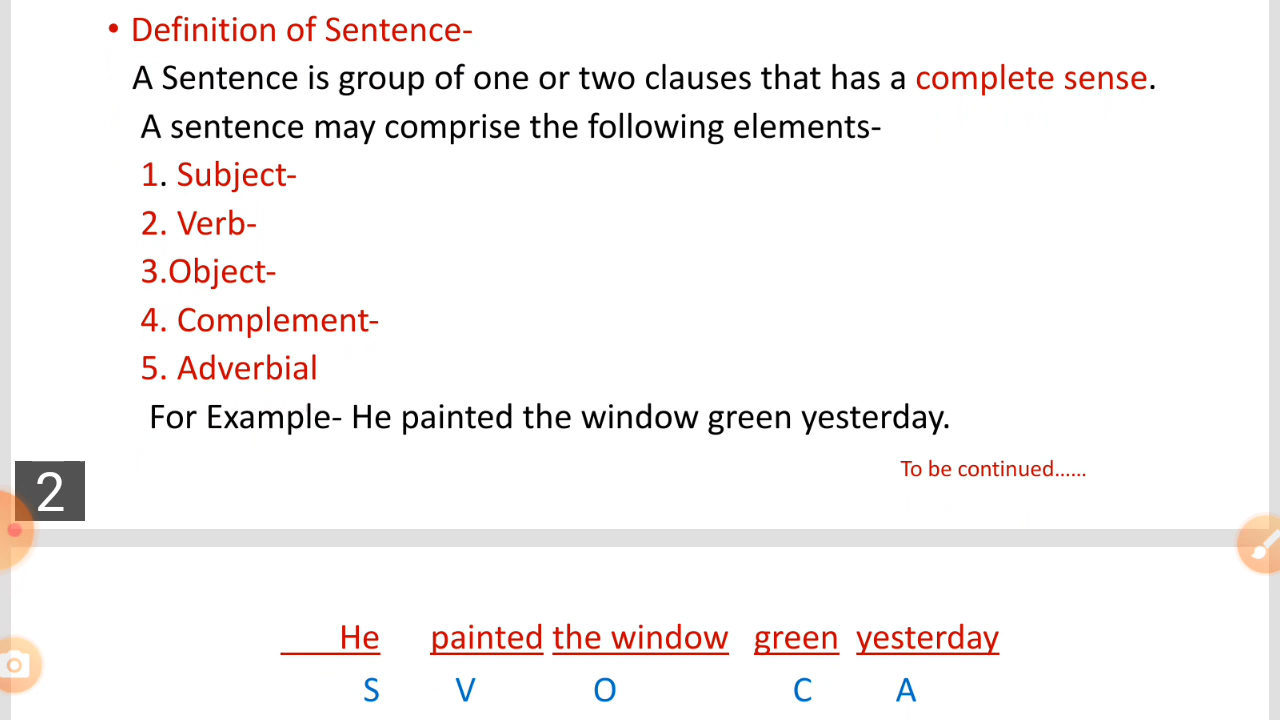 • Definition of Sentence-
A Sentence is group of one or two clauses that has a complete sense.
A sentence may comprise the following elements-
1. Subject-
2. Verb-
3.Object-
4. Complement-
5. Adverbial
For Example- He painted the window green yesterday.
To be continued......
2
He painted the window green yesterday
S V O C A